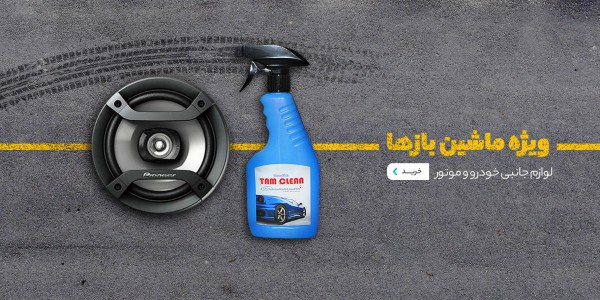 ویژه ماشین بازها
لوازم جانبی خودرو و موتور
خرید
Pioneer
TAM CLEAN